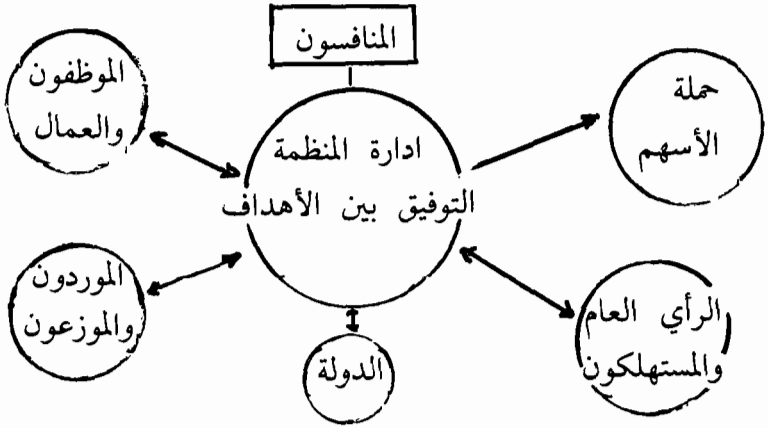 المنافسون
حملة
الأسهم
الموظفون
والعمال
ادارة المنظمة
التوفيق بين الأهداف
الرأي العام
والمستهلكون
الموردون
والموزعون
الدولة